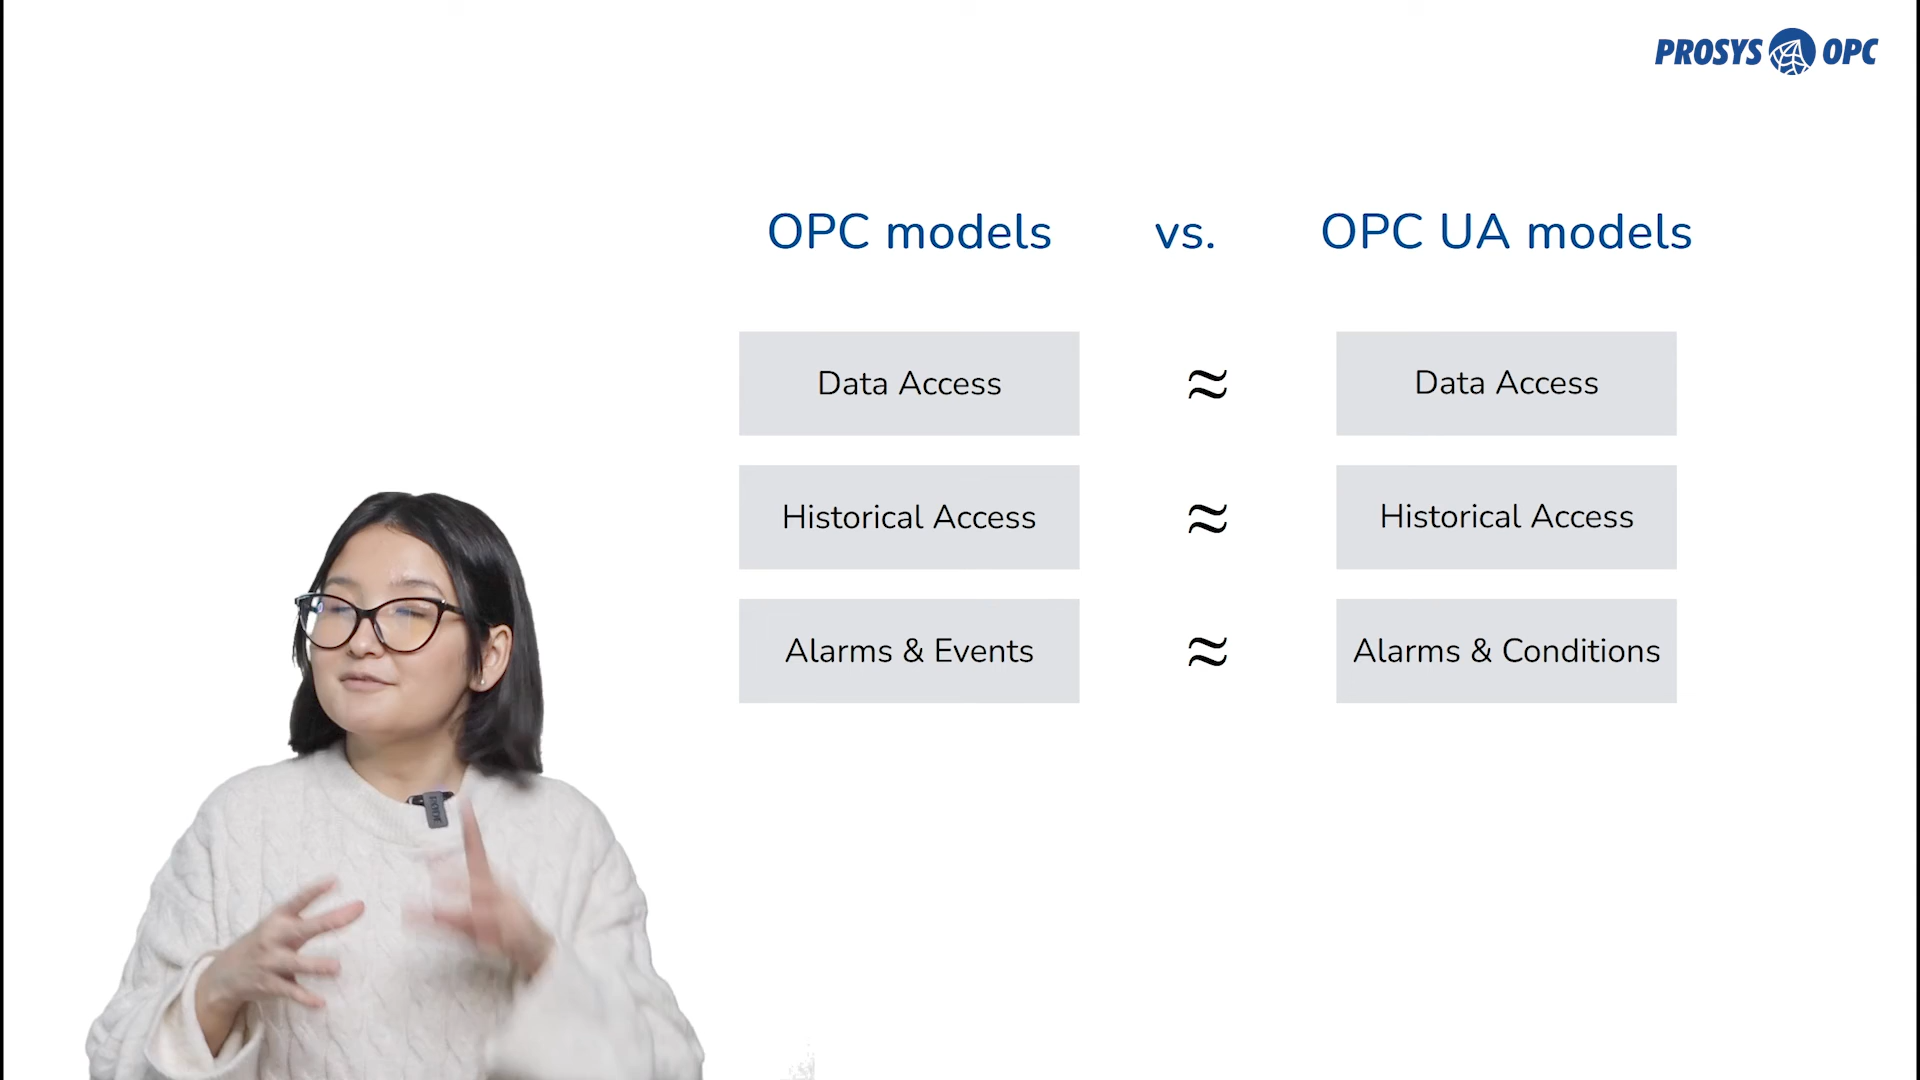 PROSYS OPC
OPC models vs. OPC UA models
Data Access ≈ Data Access
Historical Access ≈ Historical Access
Alarms & Events ≈ Alarms & Conditions